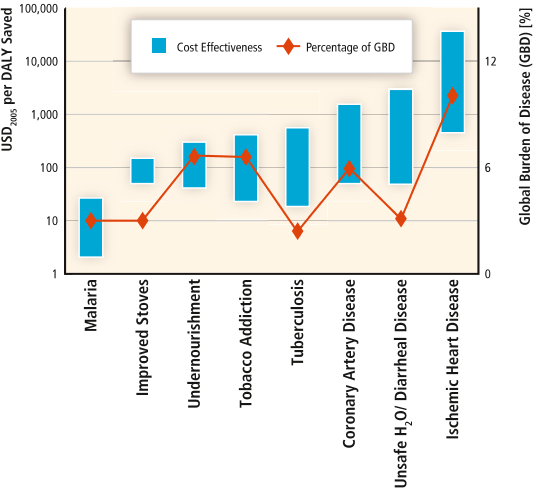 100,000
10,000
1,000
100
10
1
USD2005 per DALY Saved
Cost Effectiveness
Percentage of GBD
12
6
0
Global Burden of Disease (GBD) [%]
Malaria
Improved Stoves
Undernourishment
Tobacco Addiction
Tuberculosis
Coronary Artery Disease
Unsafe H2O/ Diarrheal Disease
Ischemic Heart Disease